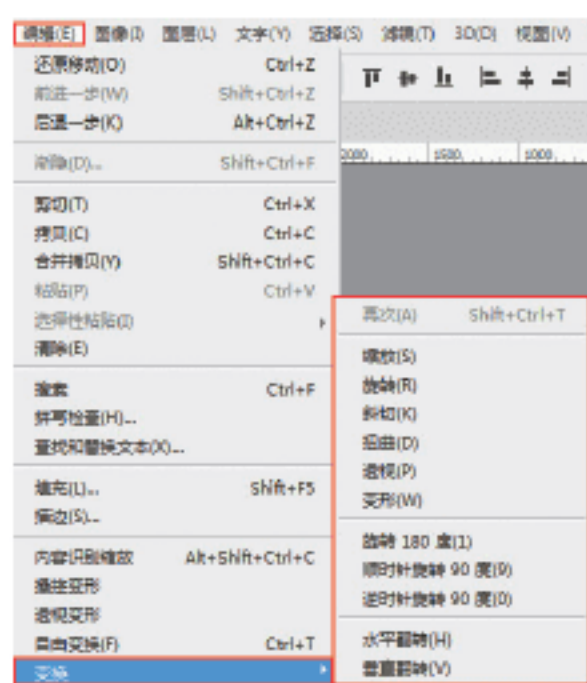 编辑(E) 图像(I) 图层(L) 文字(Y) 选择(S) 滤镜(T) 3D(D) 视图(V)
还原移动(O) Ctrl+Z
前进一步(W) Shift+Ctrl+Z
后退一步(K) Alt+Ctrl+Z
渐隐(D)... Shift+Ctrl+F
2000 1500 1000
剪切(T) Ctrl+X
拷贝(C) Ctrl+C
合并拷贝(Y) Shift+Ctrl+C
粘贴(P) Ctrl+V
选择性粘贴(I)
清除(E)
搜索 Ctrl+F
拼写检查(H)...
查找和替换文本(X)...
填充(L)... Shift+F5
描边(S)...
内容识别缩放 Alt+Shift+Ctrl+C
操控变形
透视变形
自由变换(F) Ctrl+T
变换
再次(A) Shift+Ctrl+T
缩放(S)
旋转(R)
斜切(K)
扭曲(D)
透视(P)
变形(W)
旋转 180 度(1)
顺时针旋转 90 度(9)
逆时针旋转 90 度(0)
水平翻转(H)
垂直翻转(V)